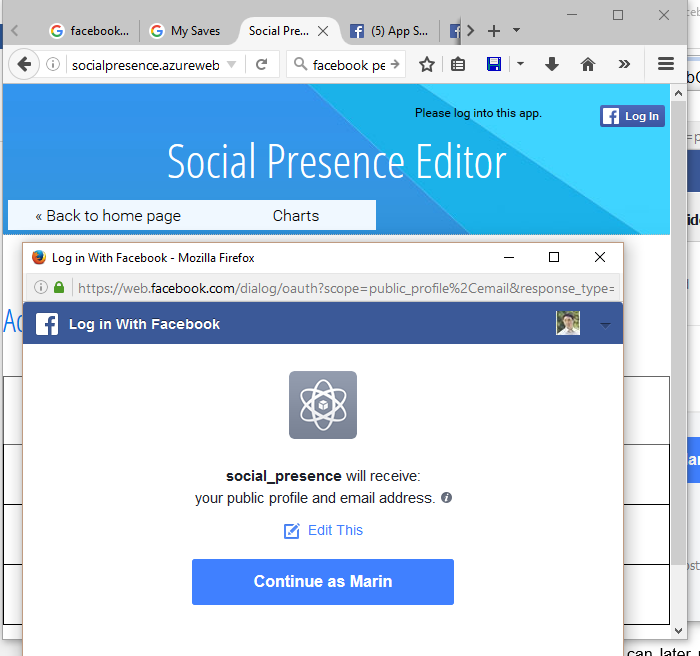 facebook...
My Saves
Social Pre...
(5) App S...
socialpresence.azureweb
facebook pe
Please log into this app.
Log In
Social Presence Editor
« Back to home page
Charts
Log in With Facebook - Mozilla Firefox
https://web.facebook.com/dialog/oauth?scope=public_profile%2Cemail&response_type=
Log in With Facebook
social_presence will receive:
your public profile and email address.
Edit This
Continue as Marin
can later